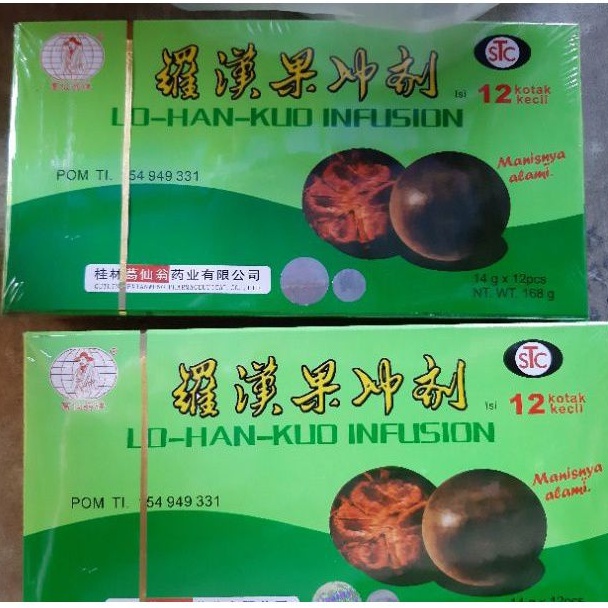 羅漢果冲剂
Isi 12 kotak kecil
STC
LO-HAN-KUO INFUSION
Manisnya alami.
POM TI. 154 949 331
桂林葛仙翁药业有限公司
14 g x 12pcs
NT. WT. 168 g
羅漢果冲剂
Isi 12 kotak kecil
STC
LO-HAN-KUO INFUSION
Manisnya alami.
POM TI. 154 949 331
14 g x 12pcs